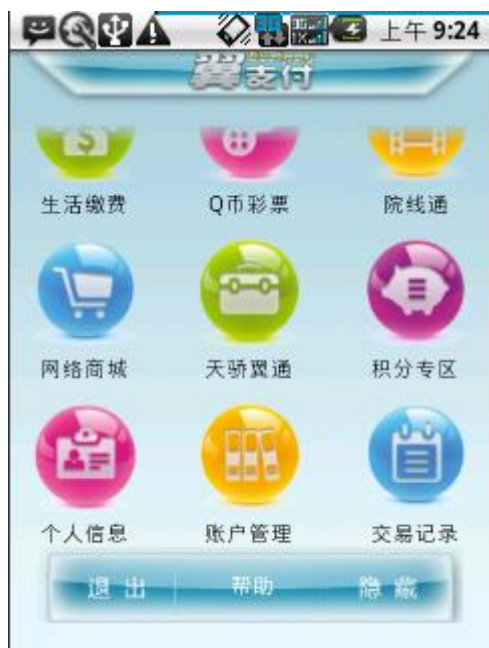 上午 9:24
翼支付
生活缴费 Q币彩票 院线通
网络商城 天骄翼通 积分专区
个人信息 账户管理 交易记录
退出 帮助 隐藏